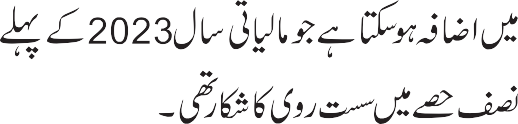 میں اضافہ ہوسکتا ہے جو مالیاتی سال 2023 کے پہلے
نصف حصے میں سست روی کا شکار تھی۔